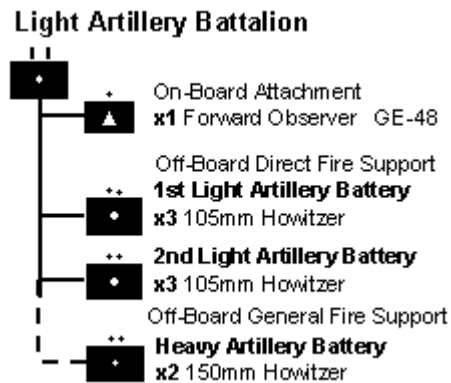 Light Artillery Battalion
On-Board Attachment
x1 Forward Observer GE-48
Off-Board Direct Fire Support
1st Light Artillery Battery
x3 105mm Howitzer
2nd Light Artillery Battery
x3 105mm Howitzer
Off-Board General Fire Support
Heavy Artillery Battery
x2 150mm Howitzer